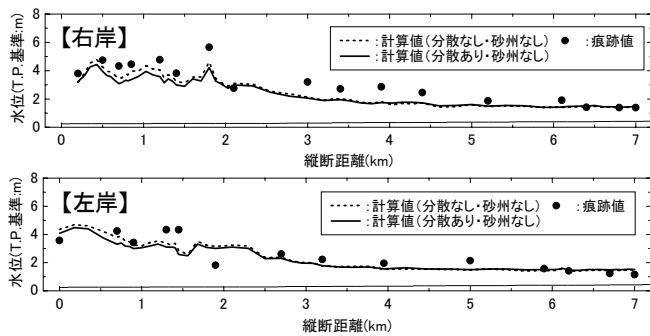 【右岸】
:計算値(分散なし・砂州なし) :痕跡値
:計算値(分散あり・砂州なし)
水位(T.P.基準:m)
8
6
4
2
0
0 1 2 3 4 5 6 7
縦断距離(km)
【左岸】
:計算値(分散なし・砂州なし) :痕跡値
:計算値(分散あり・砂州なし)
水位(T.P.基準:m)
8
6
4
2
0
0 1 2 3 4 5 6 7
縦断距離(km)